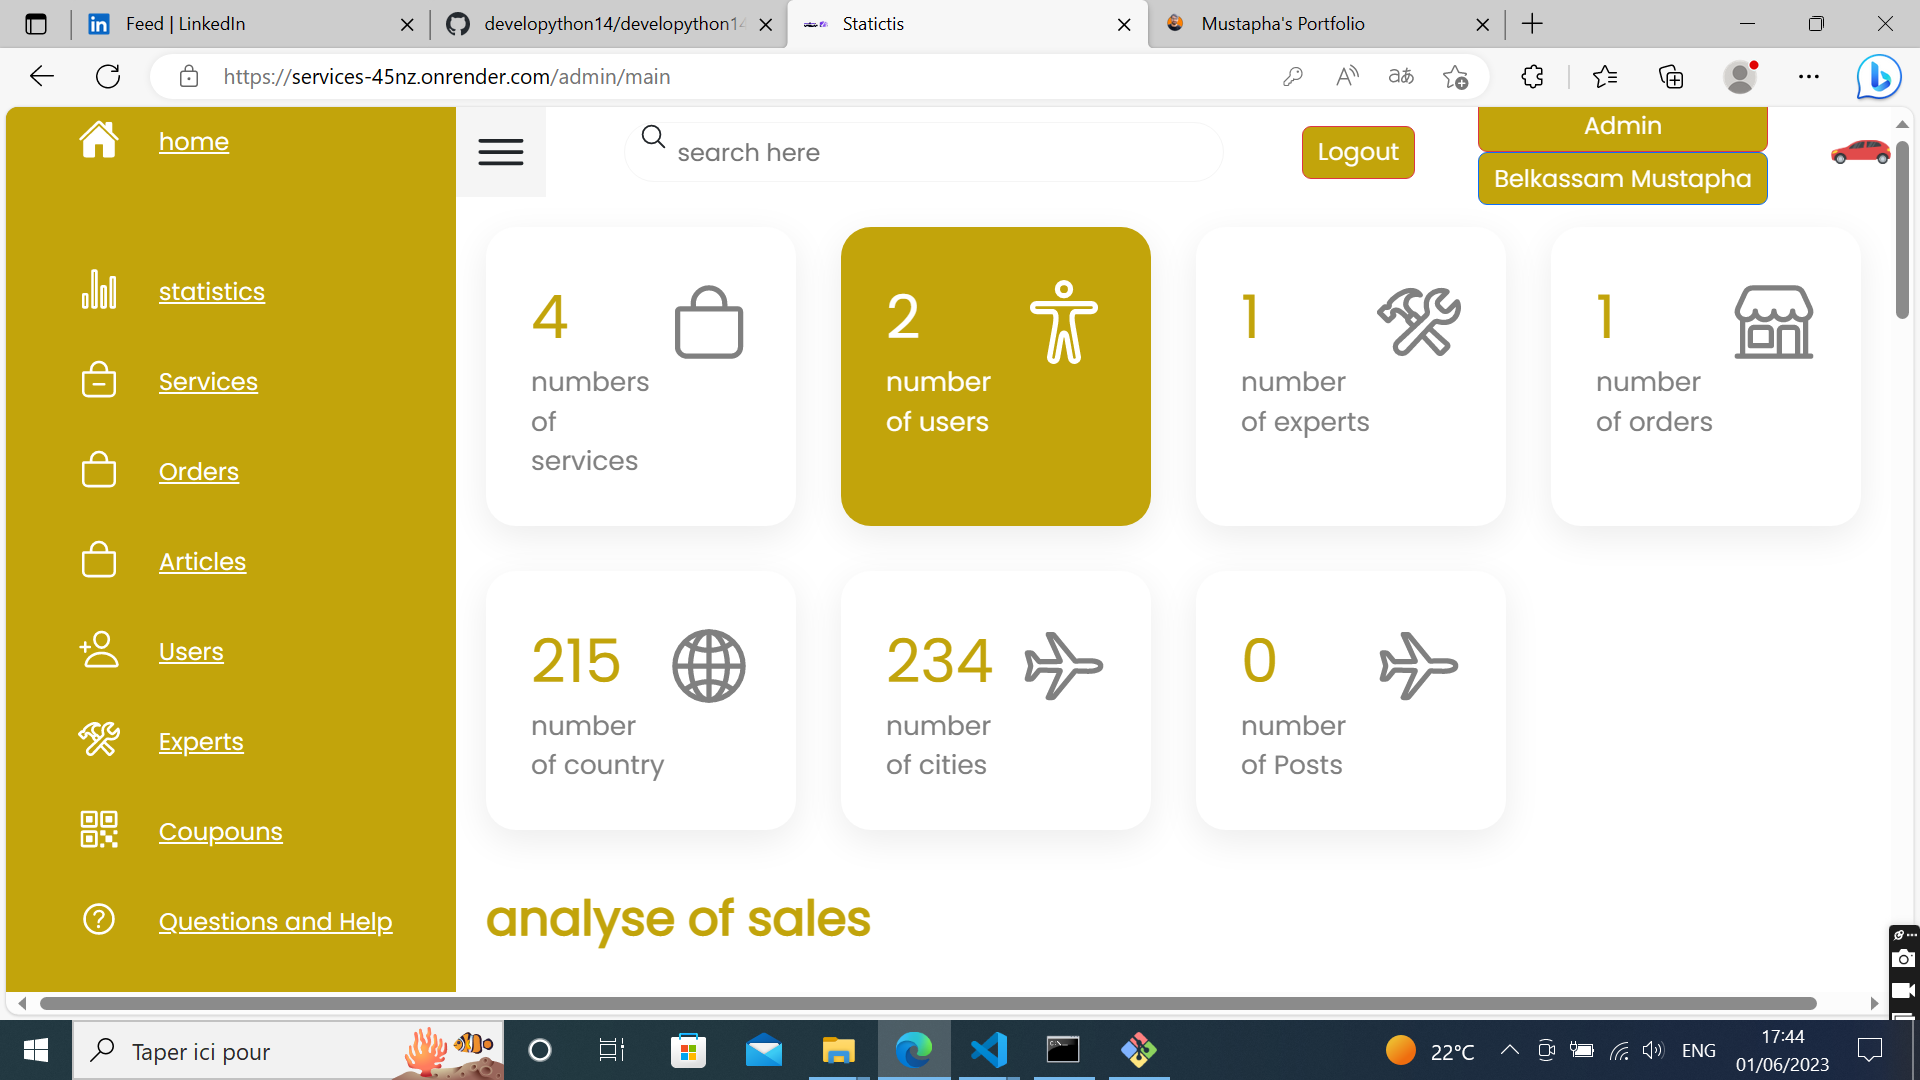 Feed | LinkedIn
developython14/developython14
Statictis
Mustapha's Portfolio
https://services-45nz.onrender.com/admin/main
home
statistics
Services
Orders
Articles
Users
Experts
Coupouns
Questions and Help
search here
Logout
Admin
Belkassam Mustapha
4
numbers
of
services
2
number
of users
1
number
of experts
1
number
of orders
215
number
of country
234
number
of cities
0
number
of Posts
analyse of sales
Taper ici pour
22°C
ENG
17:44
01/06/2023